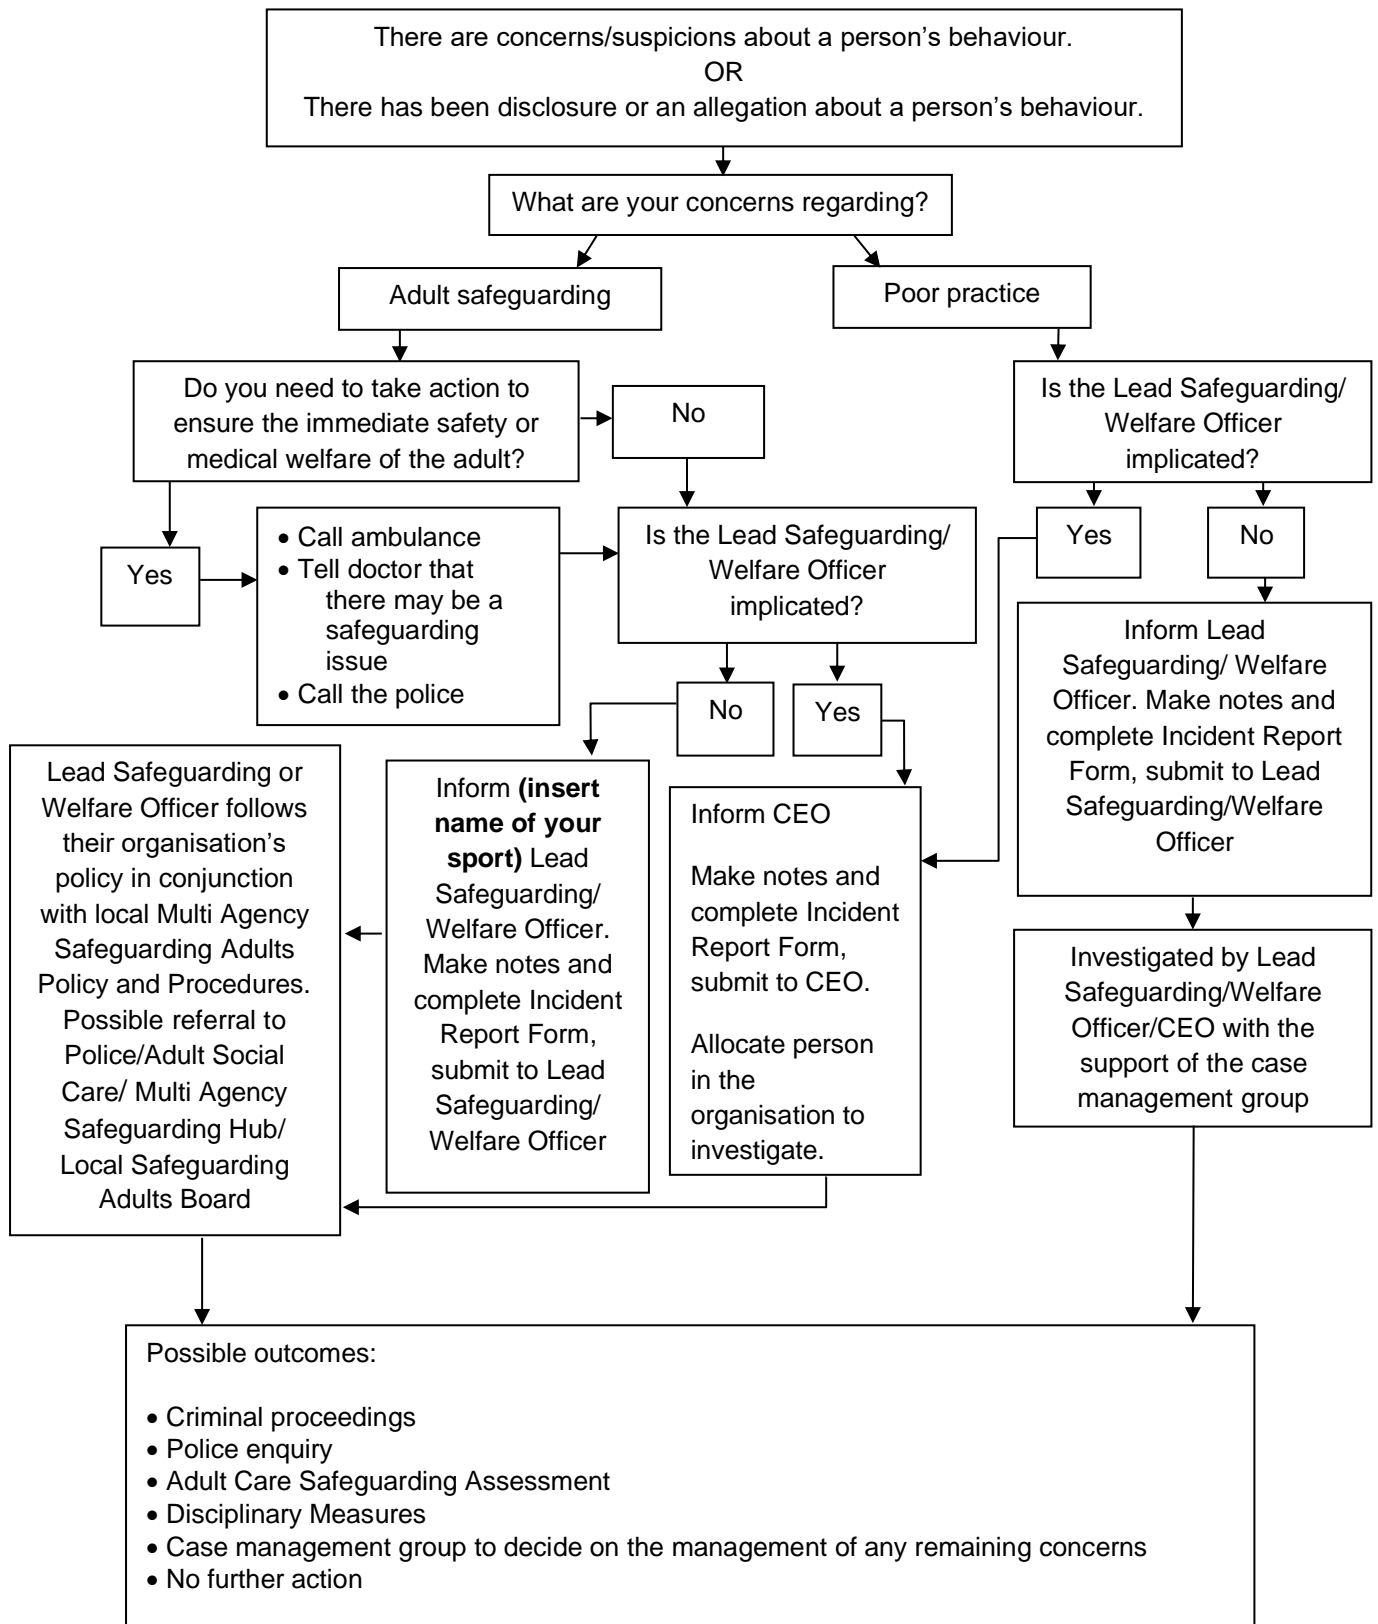 There are concerns/suspicions about a person’s behaviour.
OR
There has been disclosure or an allegation about a person’s behaviour.
What are your concerns regarding?
Adult safeguarding
Poor practice
Do you need to take action to
ensure the immediate safety or
medical welfare of the adult?
No
Is the Lead Safeguarding/
Welfare Officer
implicated?
Yes
• Call ambulance
• Tell doctor that
there may be a
safeguarding
issue
• Call the police
Is the Lead Safeguarding/
Welfare Officer
implicated?
Yes
No
No
Yes
Inform Lead
Safeguarding/ Welfare
Officer. Make notes and
complete Incident Report
Form, submit to Lead
Safeguarding/Welfare
Officer
Lead Safeguarding or
Welfare Officer follows
their organisation’s
policy in conjunction
with local Multi Agency
Safeguarding Adults
Policy and Procedures.
Possible referral to
Police/Adult Social
Care/ Multi Agency
Safeguarding Hub/
Local Safeguarding
Adults Board
Inform (insert
name of your
sport) Lead
Safeguarding/
Welfare Officer.
Make notes and
complete Incident
Report Form,
submit to Lead
Safeguarding/
Welfare Officer
Inform CEO
Make notes and
complete Incident
Report Form,
submit to CEO.
Allocate person
in the
organisation to
investigate.
Investigated by Lead
Safeguarding/Welfare
Officer/CEO with the
support of the case
management group
Possible outcomes:
• Criminal proceedings
• Police enquiry
• Adult Care Safeguarding Assessment
• Disciplinary Measures
• Case management group to decide on the management of any remaining concerns
• No further action